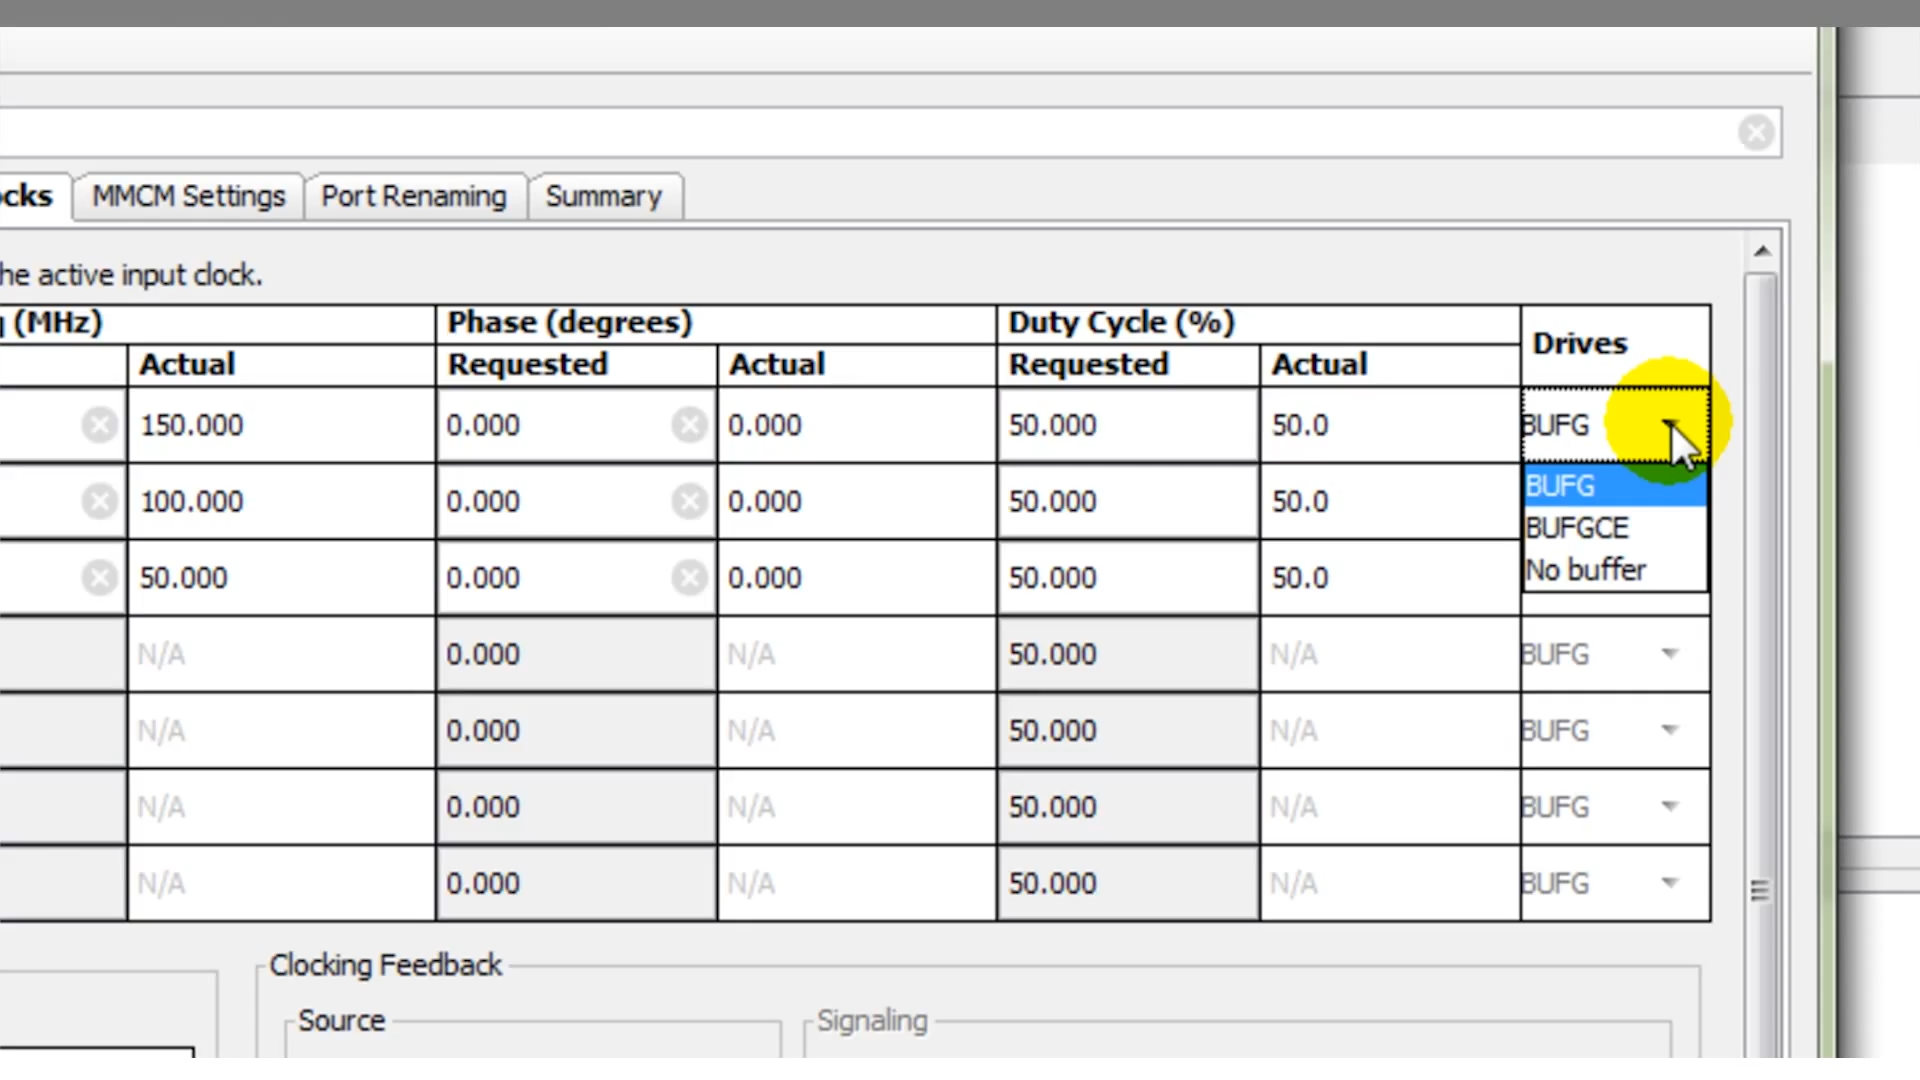 ocks MMCM Settings Port Renaming Summary
he active input clock.
(MHz) Phase (degrees) Duty Cycle (%) Drives
Actual Requested Actual Requested Actual
150.000 0.000 0.000 50.000 50.0 BUFG
100.000 0.000 0.000 50.000 50.0 BUFG
BUFGCE
50.000 0.000 0.000 50.000 50.0 No buffer
N/A 0.000 N/A 50.000 N/A BUFG
N/A 0.000 N/A 50.000 N/A BUFG
N/A 0.000 N/A 50.000 N/A BUFG
N/A 0.000 N/A 50.000 N/A BUFG
Clocking Feedback
Source Signaling